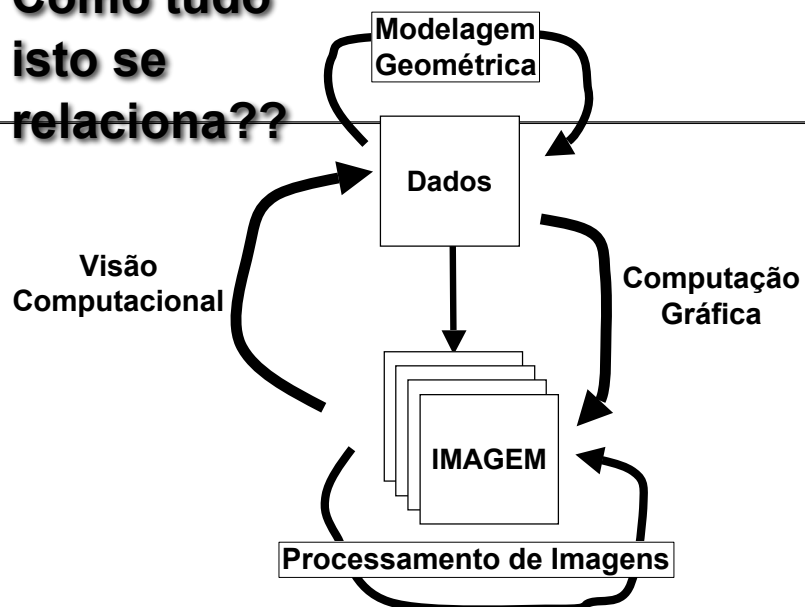 Como tudo
isto se
relaciona??
Modelagem
Geométrica
Dados
Visão
Computacional
Computação
Gráfica
IMAGEM
Processamento de Imagens